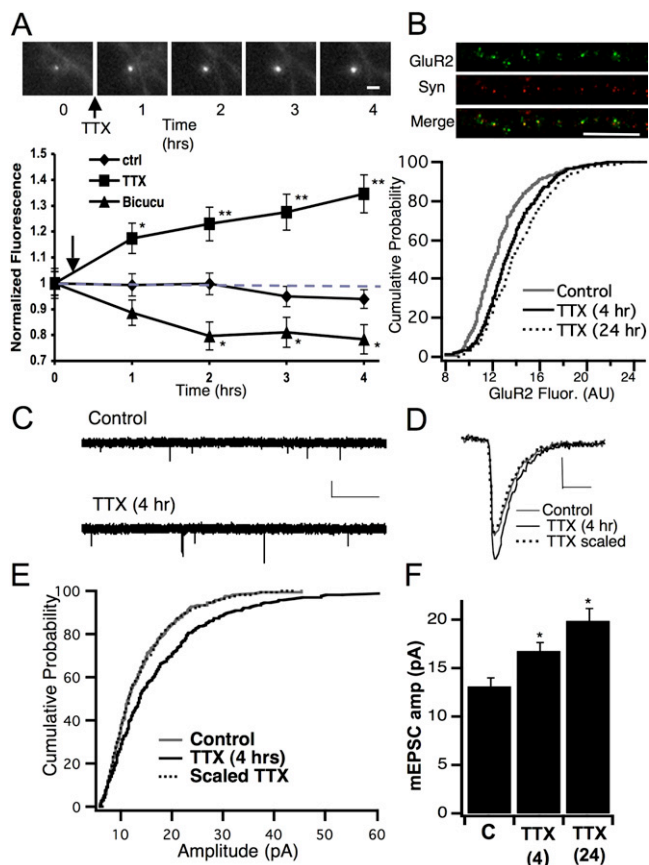 A
0 1 2 3 4
TTX
Time
(hrs)
Normalized Fluorescence
1.5
1.4
1.3
1.2
1.1
1
0.9
0.8
0.7
ctrl
TTX
Bicucu
* ** ** **
* * *
0 1 2 3 4
Time (hrs)
B
GluR2
Syn
Merge
Cumulative Probability
100
80
60
40
20
0
Control
TTX (4 hr)
TTX (24 hr)
8 12 16 20 24
GluR2 Fluor. (AU)
C
Control
TTX (4 hr)
D
Control
TTX (4 hr)
TTX scaled
E
Cumulative Probability
100
80
60
40
20
0
Control
TTX (4 hrs)
Scaled TTX
10 20 30 40 50 60
Amplitude (pA)
F
mEPSC amp (pA)
20
15
10
5
0
* *
C TTX TTX
(4) (24)